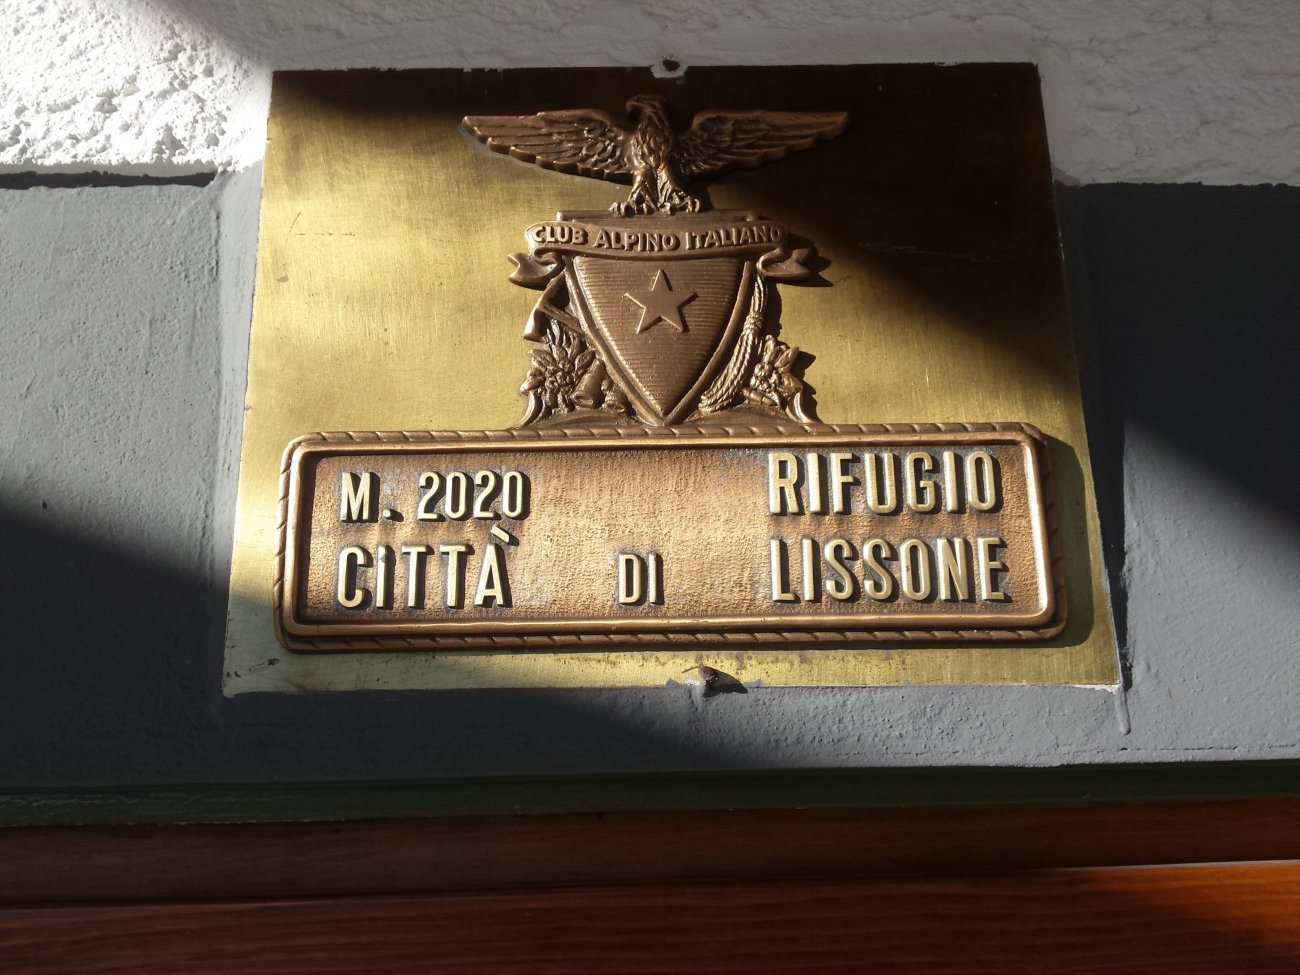 CLUB ALPINO ITALIANO
M. 2020 RIFUGIO
CITTÀ DI LISSONE